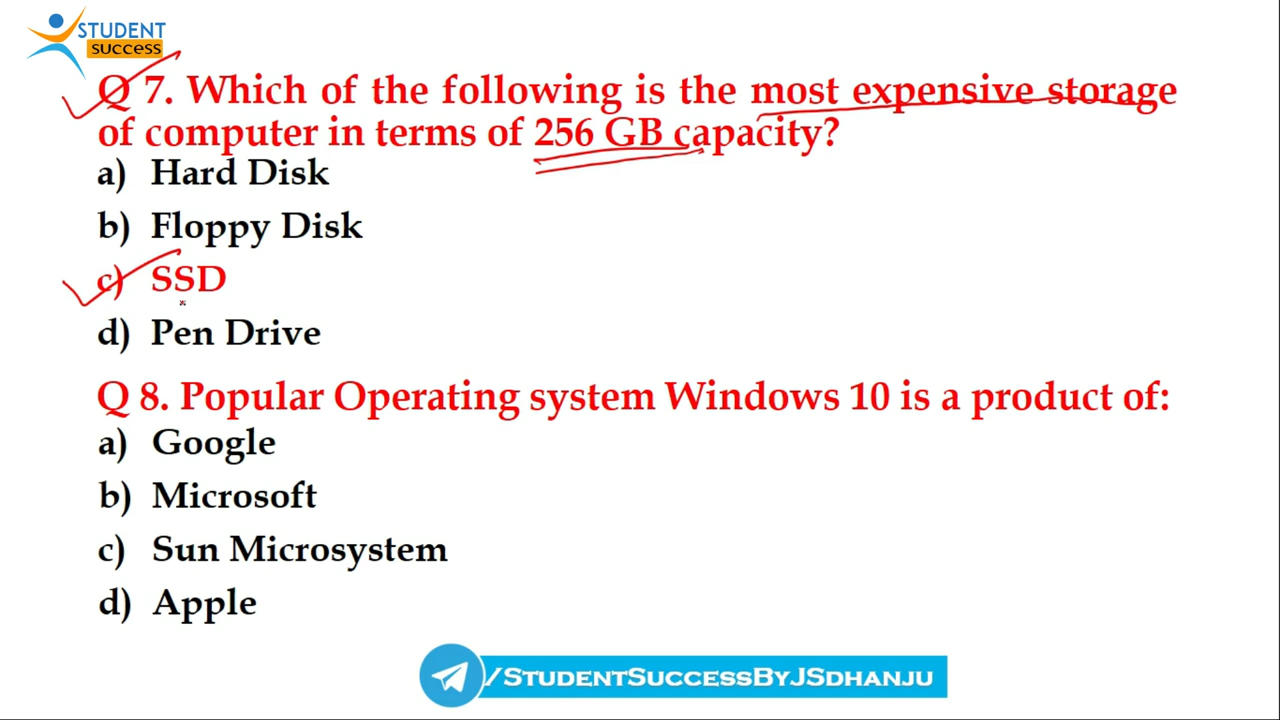 STUDENT
success
Q 7. Which of the following is the most expensive storage
of computer in terms of 256 GB capacity?
a) Hard Disk
b) Floppy Disk
c) SSD
d) Pen Drive
Q 8. Popular Operating system Windows 10 is a product of:
a) Google
b) Microsoft
c) Sun Microsystem
d) Apple
/STUDENTSUCCESSBYJSDHANJU